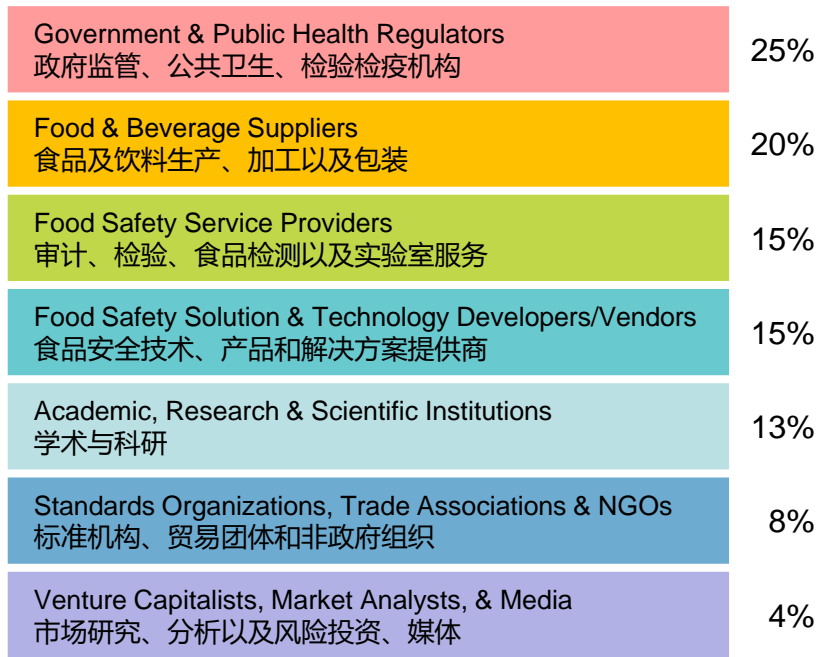 Government & Public Health Regulators
政府监管、公共卫生、检验检疫机构
25%
Food & Beverage Suppliers
食品及饮料生产、加工以及包装
20%
Food Safety Service Providers
审计、检验、食品检测以及实验室服务
15%
Food Safety Solution & Technology Developers/Vendors
食品安全技术、产品和解决方案提供商
15%
Academic, Research & Scientific Institutions
学术与科研
13%
Standards Organizations, Trade Associations & NGOs
标准机构、贸易团体和非政府组织
8%
Venture Capitalists, Market Analysts, & Media
市场研究、分析以及风险投资、媒体
4%